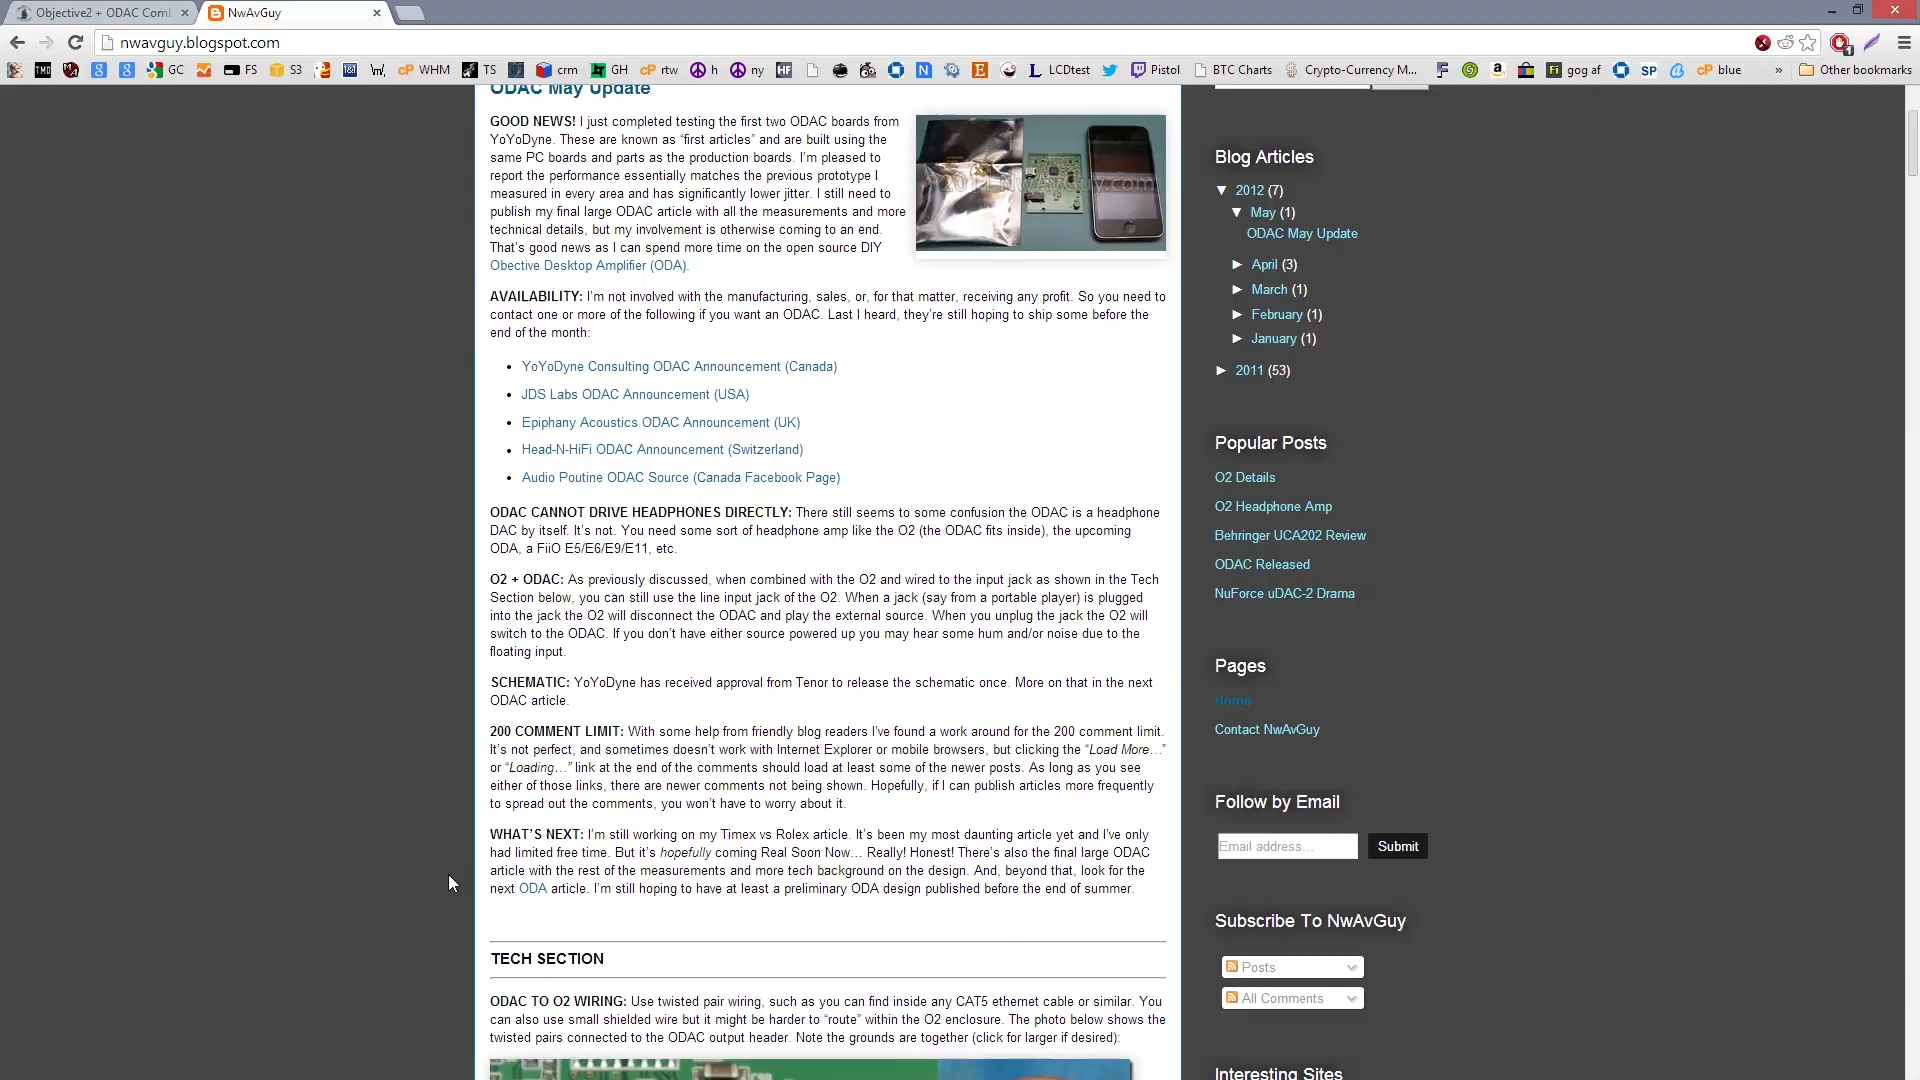 Objective2 + ODAC Com
NwAvGuy
nwavguy.blogspot.com
GC
FS
S3
WHM
TS
crm
GH
rtw
h
ny
HF
LCDtest
Pistol
BTC Charts
Crypto-Currency M...
gog af
SP
blue
»
Other bookmarks
ODAC May Update
GOOD NEWS! I just completed testing the first two ODAC boards from
YoYoDyne. These are known as “first articles” and are built using the
same PC boards and parts as the production boards. I’m pleased to
report the performance essentially matches the previous prototype I
measured in every area and has significantly lower jitter. I still need to
publish my final large ODAC article with all the measurements and more
technical details, but my involvement is otherwise coming to an end.
That’s good news as I can spend more time on the open source DIY
Obective Desktop Amplifier (ODA).
AVAILABILITY: I’m not involved with the manufacturing, sales, or, for that matter, receiving any profit. So you need to
contact one or more of the following if you want an ODAC. Last I heard, they’re still hoping to ship some before the
end of the month:
YoYoDyne Consulting ODAC Announcement (Canada)
JDS Labs ODAC Announcement (USA)
Epiphany Acoustics ODAC Announcement (UK)
Head-N-HiFi ODAC Announcement (Switzerland)
Audio Poutine ODAC Source (Canada Facebook Page)
ODAC CANNOT DRIVE HEADPHONES DIRECTLY: There still seems to some confusion the ODAC is a headphone
DAC by itself. It’s not. You need some sort of headphone amp like the O2 (the ODAC fits inside), the upcoming
ODA, a FiiO E5/E6/E9/E11, etc.
O2 + ODAC: As previously discussed, when combined with the O2 and wired to the input jack as shown in the Tech
Section below, you can still use the line input jack of the O2. When a jack (say from a portable player) is plugged
into the jack the O2 will disconnect the ODAC and play the external source. When you unplug the jack the O2 will
switch to the ODAC. If you don’t have either source powered up you may hear some hum and/or noise due to the
floating input.
SCHEMATIC: YoYoDyne has received approval from Tenor to release the schematic once. More on that in the next
ODAC article.
200 COMMENT LIMIT: With some help from friendly blog readers I’ve found a work around for the 200 comment limit.
It’s not perfect, and sometimes doesn’t work with Internet Explorer or mobile browsers, but clicking the “Load More…”
or “Loading…” link at the end of the comments should load at least some of the newer posts. As long as you see
either of those links, there are newer comments not being shown. Hopefully, if I can publish articles more frequently
to spread out the comments, you won’t have to worry about it.
WHAT’S NEXT: I’m still working on my Timex vs Rolex article. It’s been my most daunting article yet and I’ve only
had limited free time. But it’s hopefully coming Real Soon Now… Really! Honest! There’s also the final large ODAC
article with the rest of the measurements and more tech background on the design. And, beyond that, look for the
next ODA article. I’m still hoping to have at least a preliminary ODA design published before the end of summer.
TECH SECTION
ODAC TO O2 WIRING: Use twisted pair wiring, such as you can find inside any CAT5 ethernet cable or similar. You
can also use small shielded wire but it might be harder to “route” within the O2 enclosure. The photo below shows the
twisted pairs connected to the ODAC output header. Note the grounds are together (click for larger if desired):
Blog Articles
▼ 2012 (7)
▼ May (1)
ODAC May Update
► April (3)
► March (1)
► February (1)
► January (1)
► 2011 (53)
Popular Posts
O2 Details
O2 Headphone Amp
Behringer UCA202 Review
ODAC Released
NuForce uDAC-2 Drama
Pages
Home
Contact NwAvGuy
Follow by Email
Email address...
Submit
Subscribe To NwAvGuy
Posts
All Comments
Interesting Sites